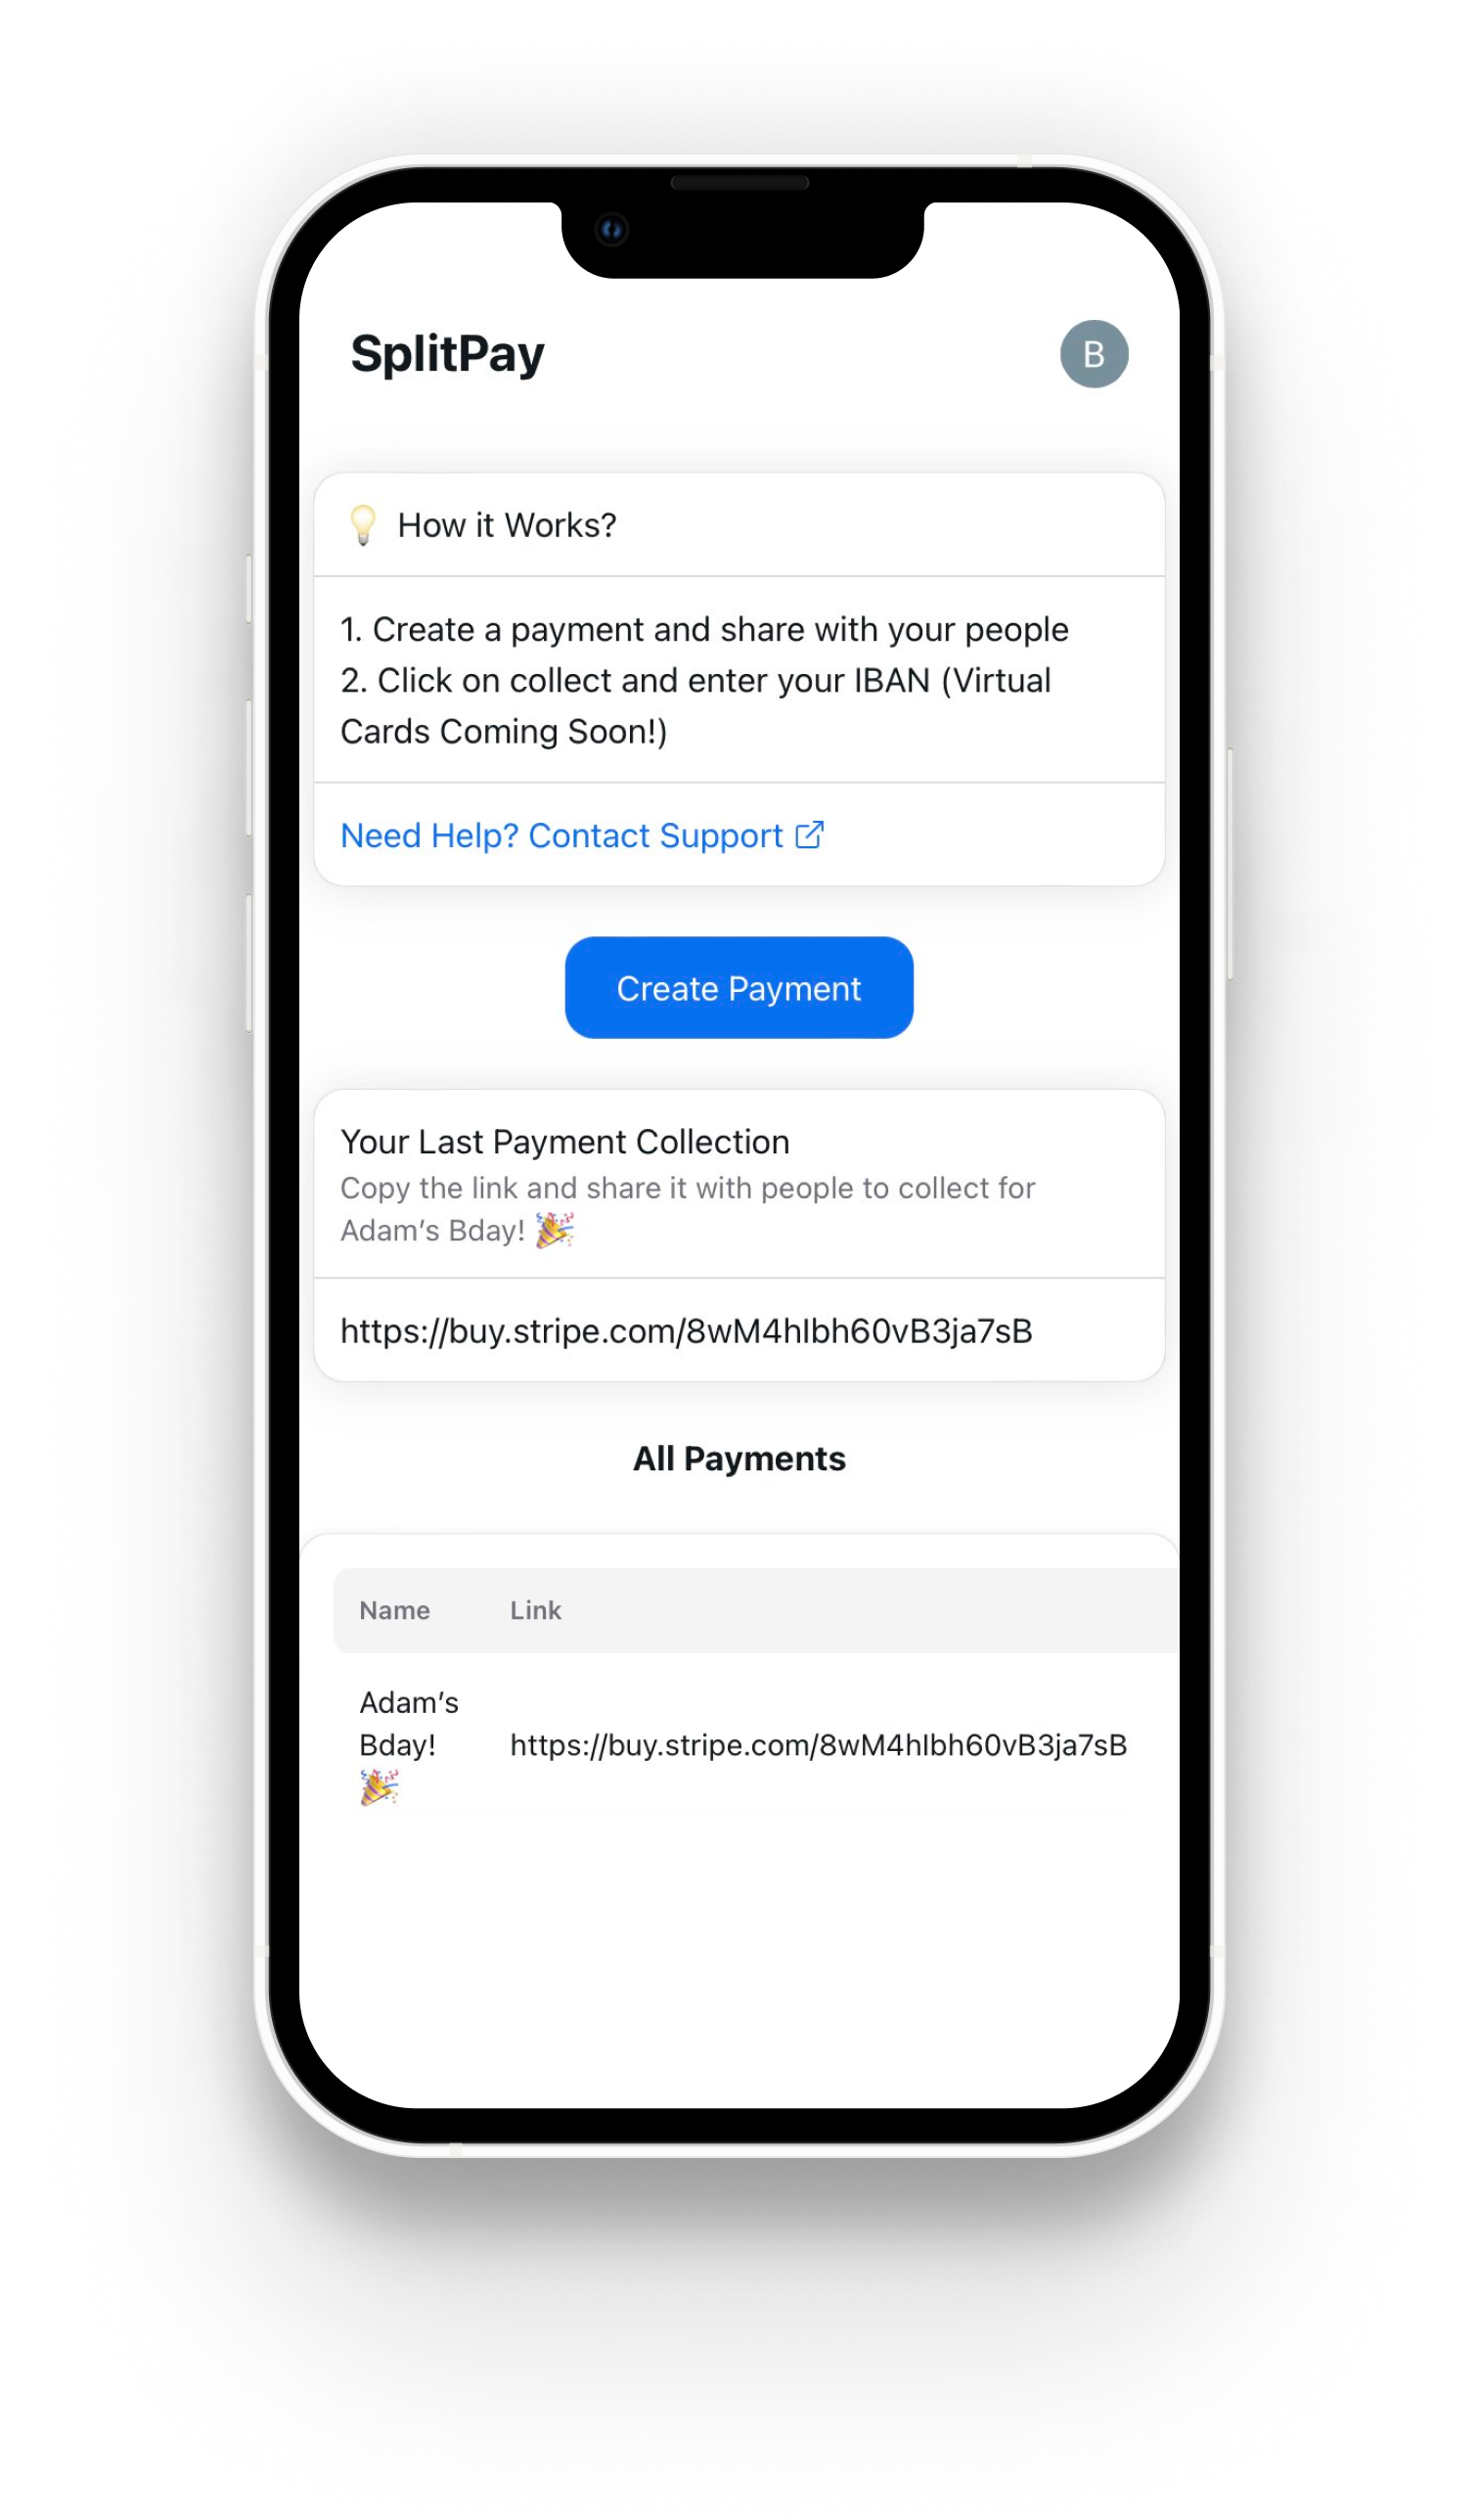 SplitPay
B
How it Works?
1. Create a payment and share with your people
2. Click on collect and enter your IBAN (Virtual
Cards Coming Soon!)
Need Help? Contact Support
Create Payment
Your Last Payment Collection
Copy the link and share it with people to collect for
Adam's Bday! 🎉
https://buy.stripe.com/8wM4hIbh60vB3ja7sB
All Payments
Name Link
Adam's
Bday! https://buy.stripe.com/8wM4hIbh60vB3ja7sB
🎉